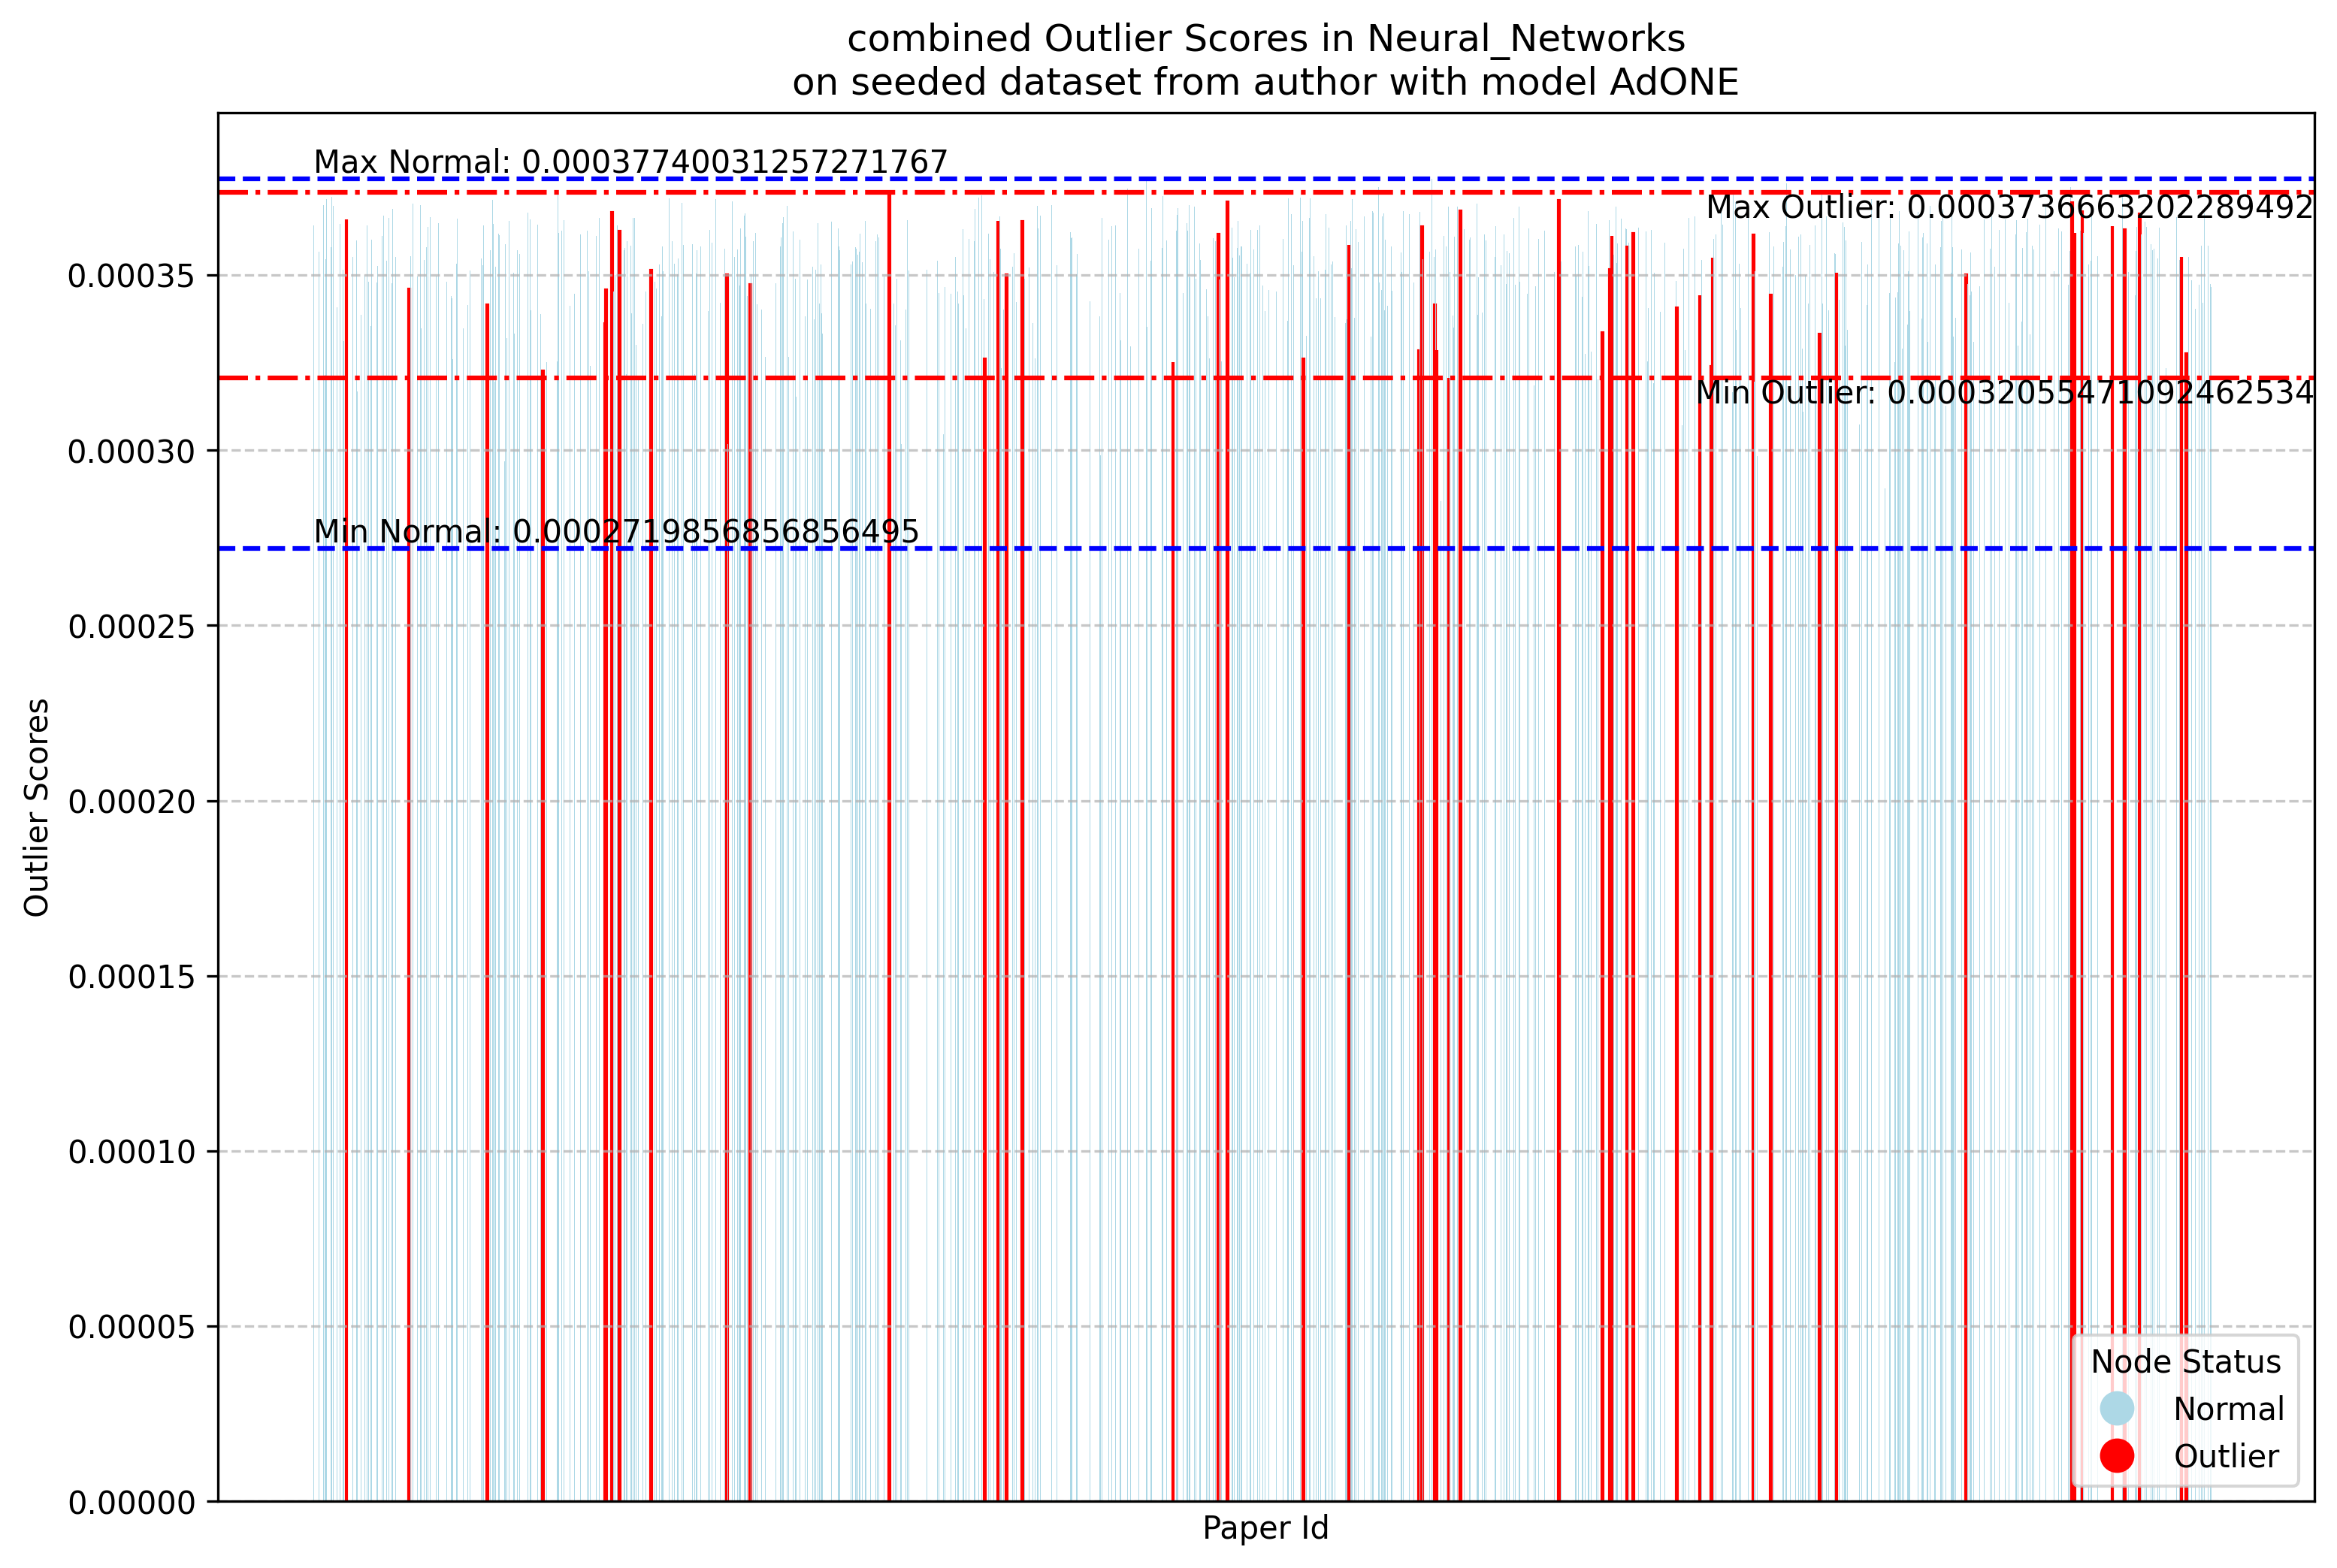 combined Outlier Scores in Neural_Networks
on seeded dataset from author with model AdONE
Max Normal: 0.00037740031257271767
Max Outlier: 0.0003736663202289492
0.00035
Min Outlier: 0.00032055471092462534
0.00030
Min Normal: 0.0002719856856856495
0.00025
0.00020
0.00015
0.00010
0.00005
0.00000
Outlier Scores
Paper Id
Node Status
Normal
Outlier